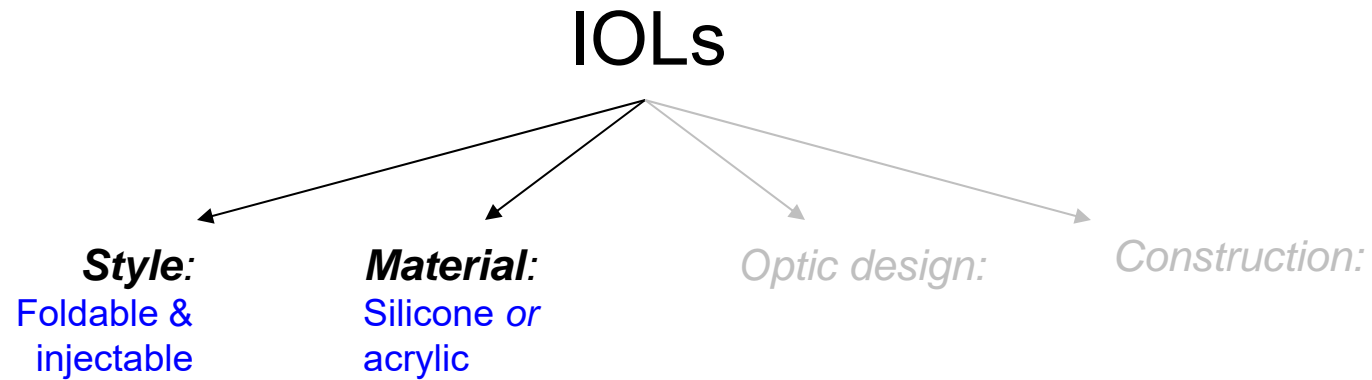 IOLs
Style:
Foldable &
injectable
Material:
Silicone or
acrylic
Optic design:
Construction: